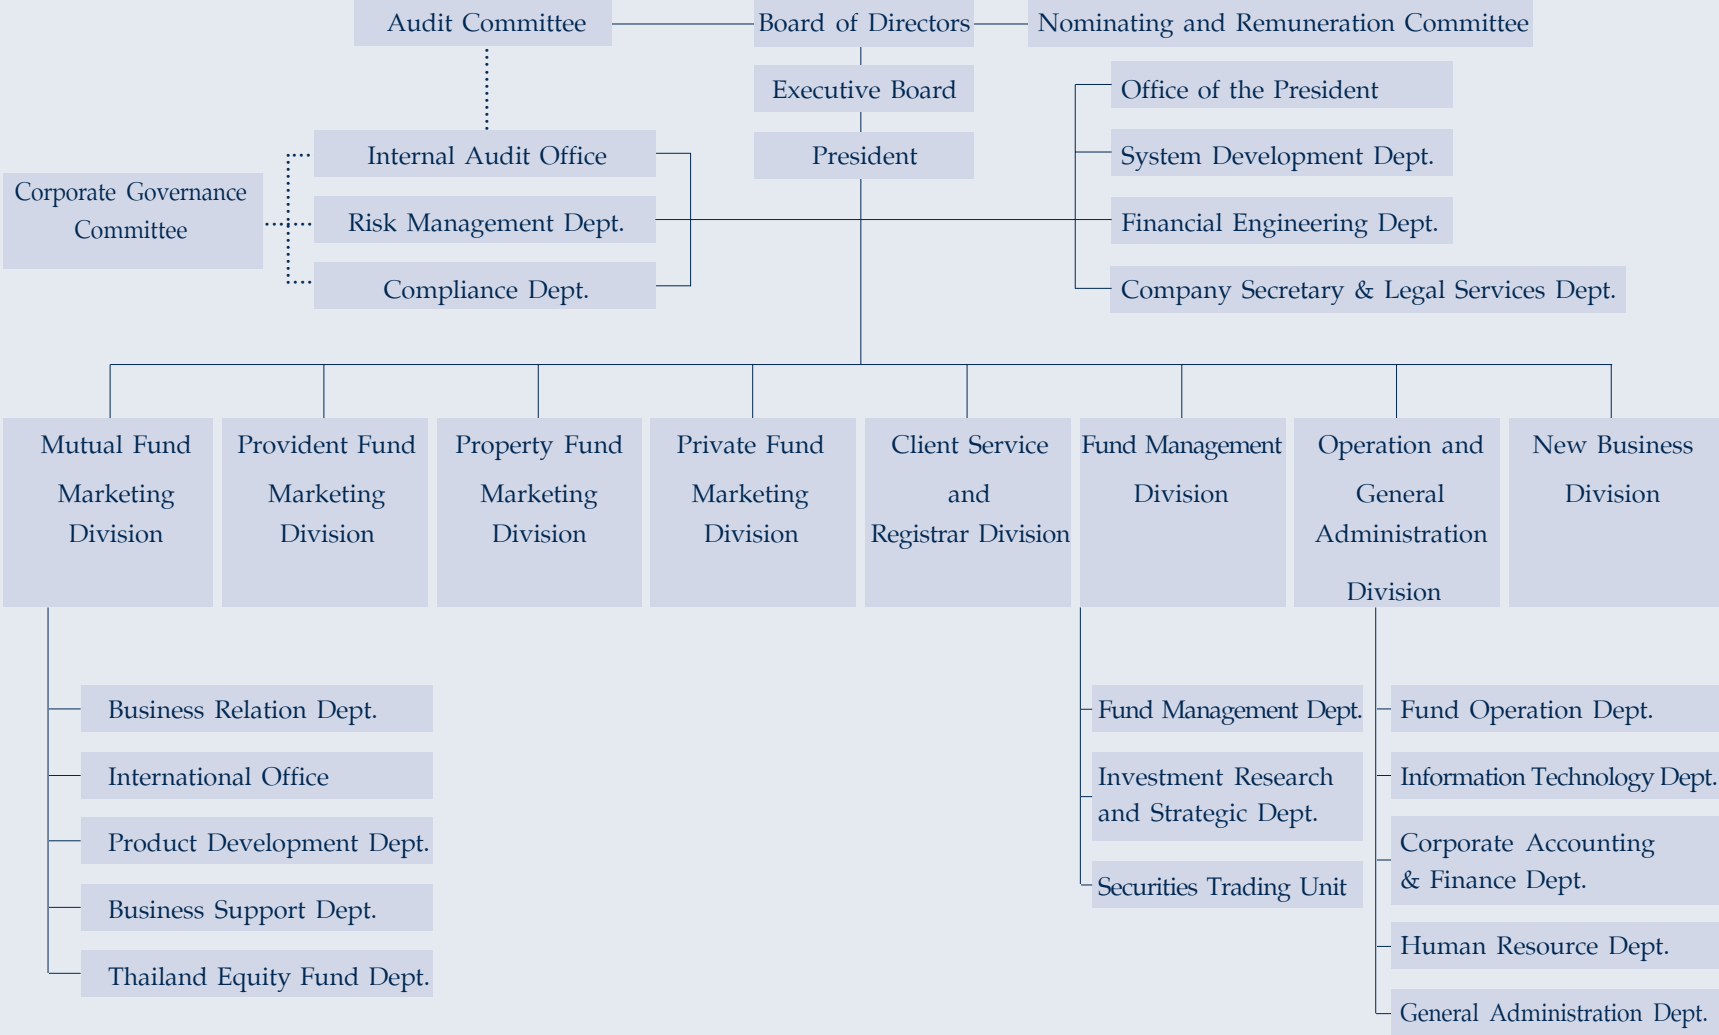 Audit Committee
Board of Directors
Nominating and Remuneration Committee
Executive Board
President
Office of the President
System Development Dept.
Financial Engineering Dept.
Company Secretary & Legal Services Dept.
Internal Audit Office
Risk Management Dept.
Compliance Dept.
Corporate Governance
Committee
Mutual Fund
Marketing
Division
Provident Fund
Marketing
Division
Property Fund
Marketing
Division
Private Fund
Marketing
Division
Client Service
and
Registrar Division
Fund Management
Division
Operation and
General
Administration
Division
New Business
Division
Business Relation Dept.
International Office
Product Development Dept.
Business Support Dept.
Thailand Equity Fund Dept.
Fund Management Dept.
Investment Research
and Strategic Dept.
Securities Trading Unit
Fund Operation Dept.
Information Technology Dept.
Corporate Accounting
& Finance Dept.
Human Resource Dept.
General Administration Dept.